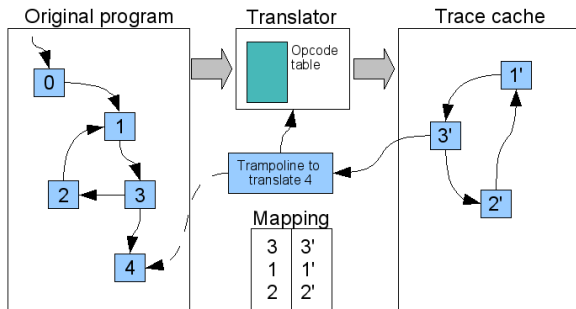 Original program
Translator
Trace cache
Opcode
table
0
1
2
3
4
Trampoline to
translate 4
1'
3'
2'
Mapping
3 3'
1 1'
2 2'